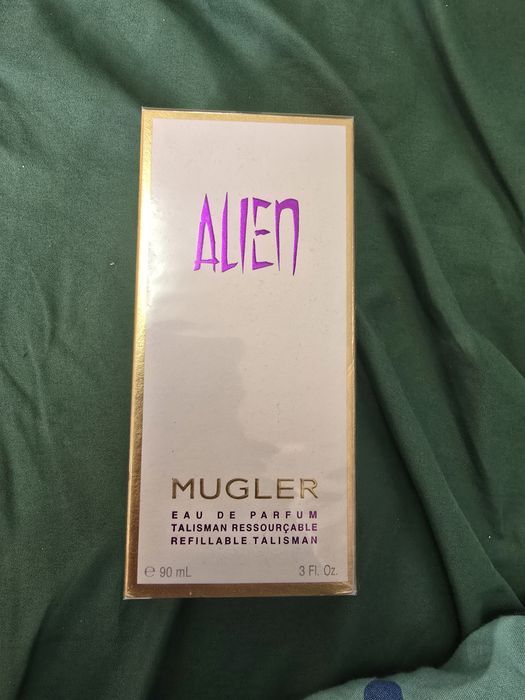 ALIEN
MUGLER
EAU DE PARFUM
TALISMAN RESSOURÇABLE
REFILLABLE TALISMAN
℮ 90 mL 3 Fl. Oz.